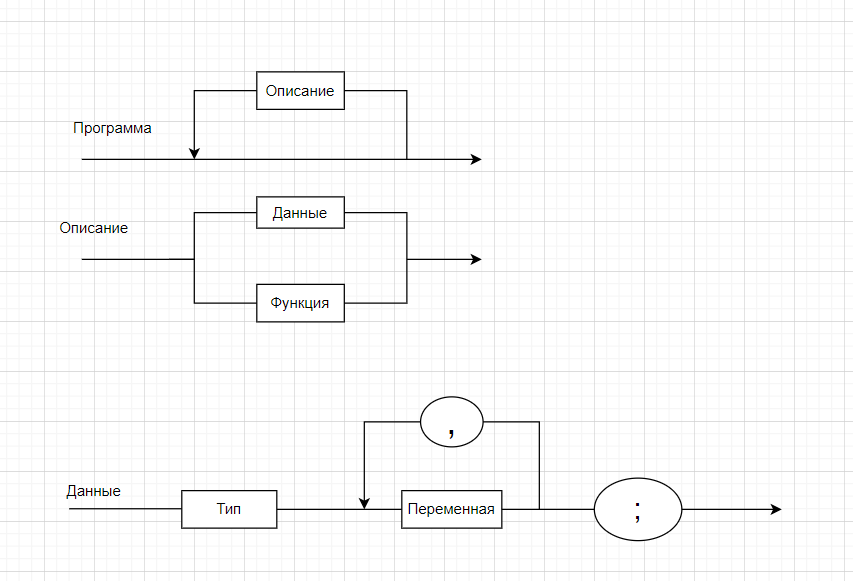 Описание
Программа
Данные
Описание
Функция
,
Данные
Тип
Переменная
;